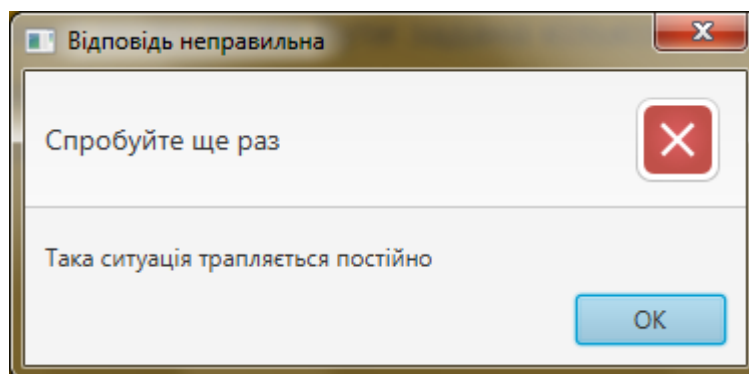 Відповідь неправильна
Спробуйте ще раз
Така ситуація трапляється постійно
OK